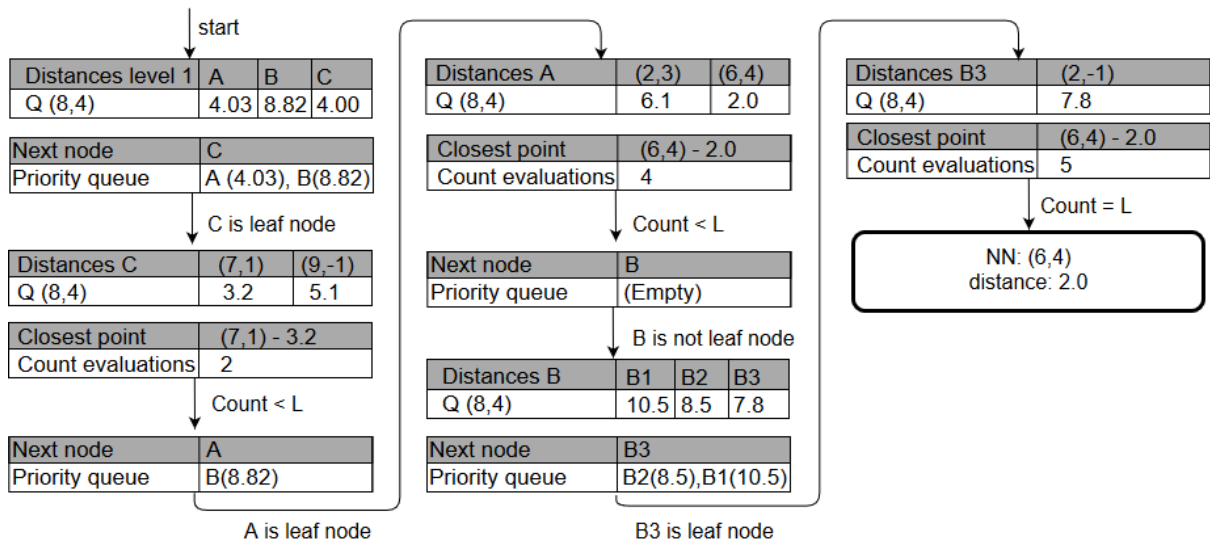 start
Distances level 1 A B C
Q (8,4) 4.03 8.82 4.00
Next node C
Priority queue A (4.03), B(8.82)
C is leaf node
Distances C (7,1) (9,-1)
Q (8,4) 3.2 5.1
Closest point (7,1) - 3.2
Count evaluations 2
Count < L
Next node A
Priority queue B(8.82)
A is leaf node
Distances A (2,3) (6,4)
Q (8,4) 6.1 2.0
Closest point (6,4) - 2.0
Count evaluations 4
Count < L
Next node B
Priority queue (Empty)
B is not leaf node
Distances B B1 B2 B3
Q (8,4) 10.5 8.5 7.8
Next node B3
Priority queue B2(8.5),B1(10.5)
B3 is leaf node
Distances B3 (2,-1)
Q (8,4) 7.8
Closest point (6,4) - 2.0
Count evaluations 5
Count = L
NN: (6,4)
distance: 2.0